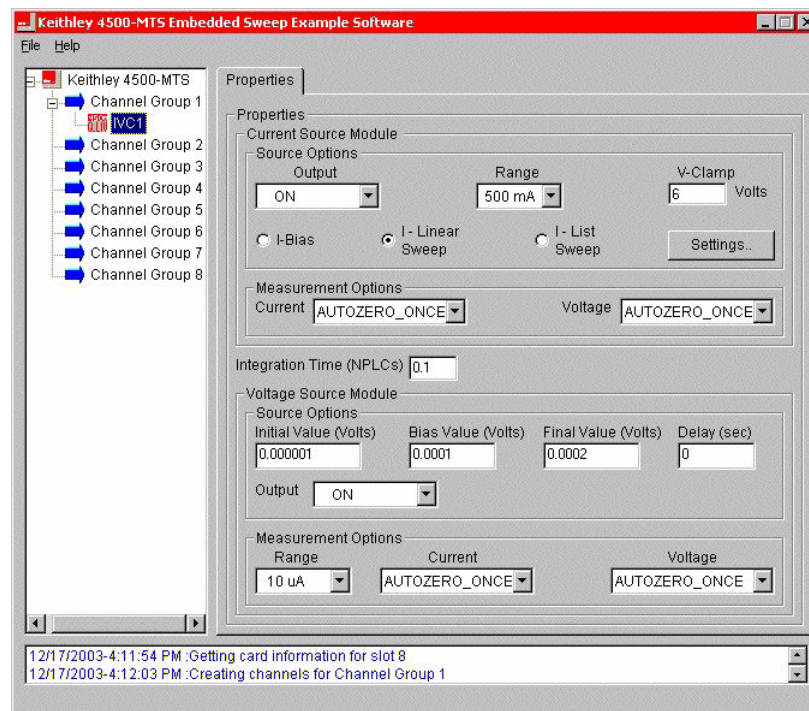 Keithley 4500-MTS Embedded Sweep Example Software
File Help
Keithley 4500-MTS
Channel Group 1
IVC1
Channel Group 2
Channel Group 3
Channel Group 4
Channel Group 5
Channel Group 6
Channel Group 7
Channel Group 8
Properties
Properties
Current Source Module
Source Options
Output Range V-Clamp
ON 500 mA 6 Volts
I-Bias I - Linear Sweep I - List Sweep Settings..
Measurement Options
Current AUTOZERO_ONCE Voltage AUTOZERO_ONCE
Integration Time (NPLCs) 0.1
Voltage Source Module
Source Options
Initial Value (Volts) Bias Value (Volts) Final Value (Volts) Delay (sec)
0.000001 0.0001 0.0002 0
Output ON
Measurement Options
Range Current Voltage
10 uA AUTOZERO_ONCE AUTOZERO_ONCE
12/17/2003-4:11:54 PM :Getting card information for slot 8
12/17/2003-4:12:03 PM :Creating channels for Channel Group 1